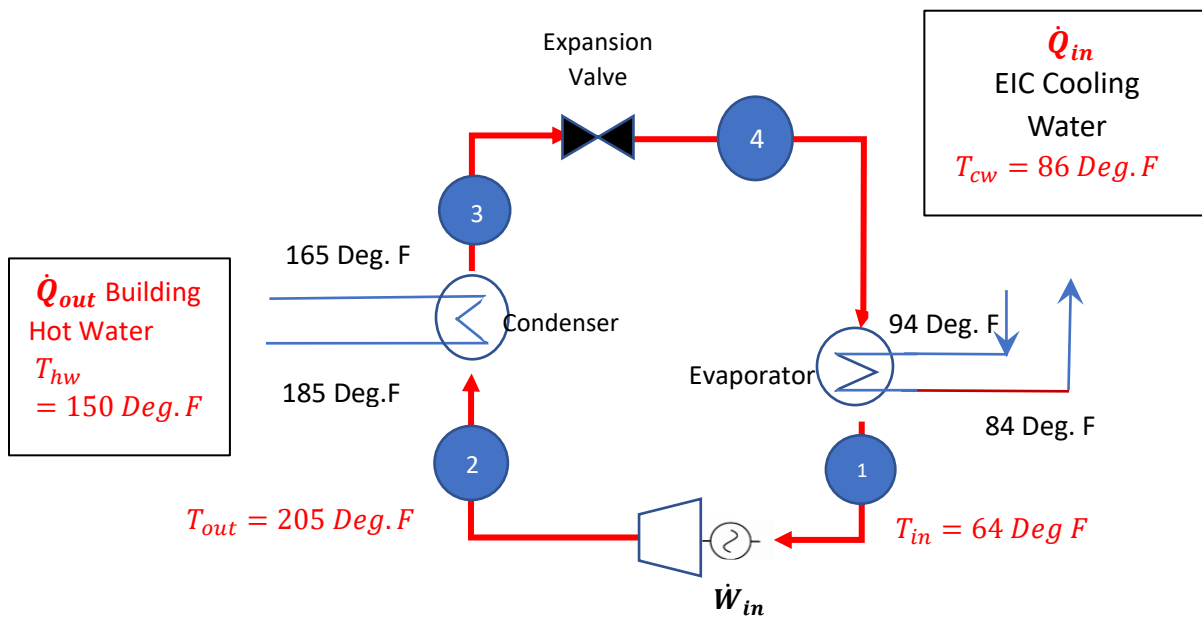 Expansion
Valve
Q̇in
EIC Cooling
Water
Tcw = 86 Deg. F
4
3
165 Deg. F
Q̇out Building
Hot Water
Thw
= 150 Deg. F
Condenser
94 Deg. F
Evaporator
185 Deg.F
84 Deg. F
2
1
Tout = 205 Deg. F
Tin = 64 Deg F
Ẇin